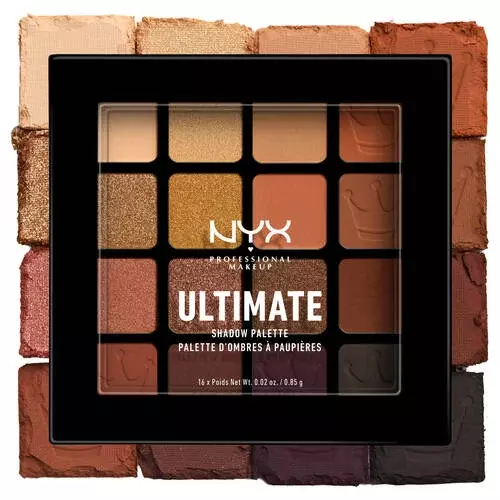 NYX
PROFESSIONAL
MAKEUP
ULTIMATE
SHADOW PALETTE
PALETTE D'OMBRES À PAUPIÈRES
16 x Poids Net Wt. 0.02 oz. / 0.85 g